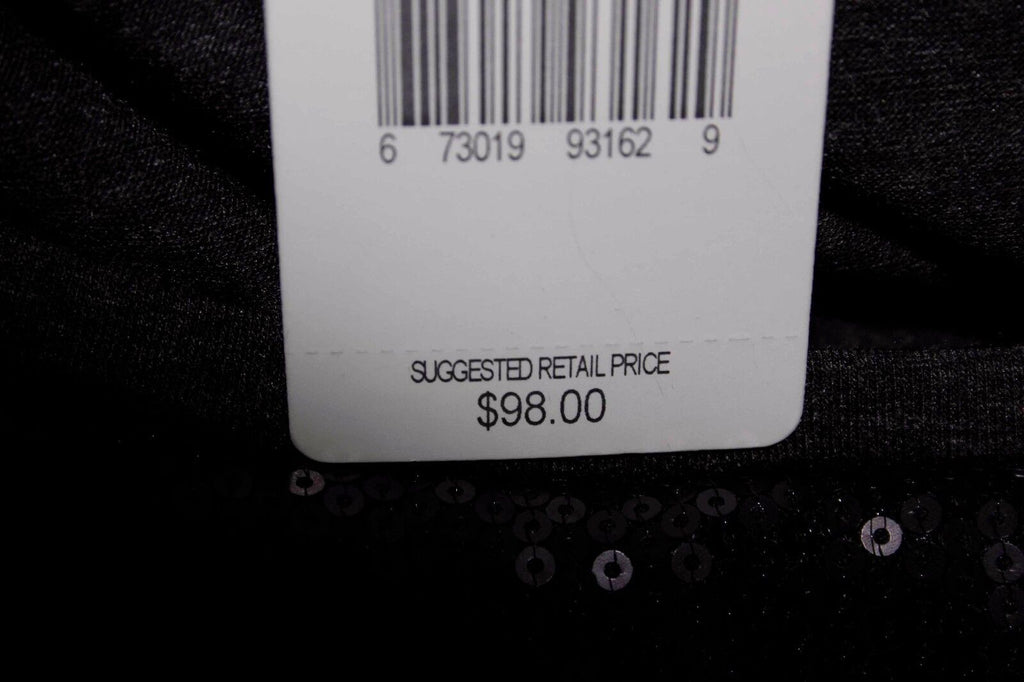 6 73019 93162 9
SUGGESTED RETAIL PRICE
$98.00